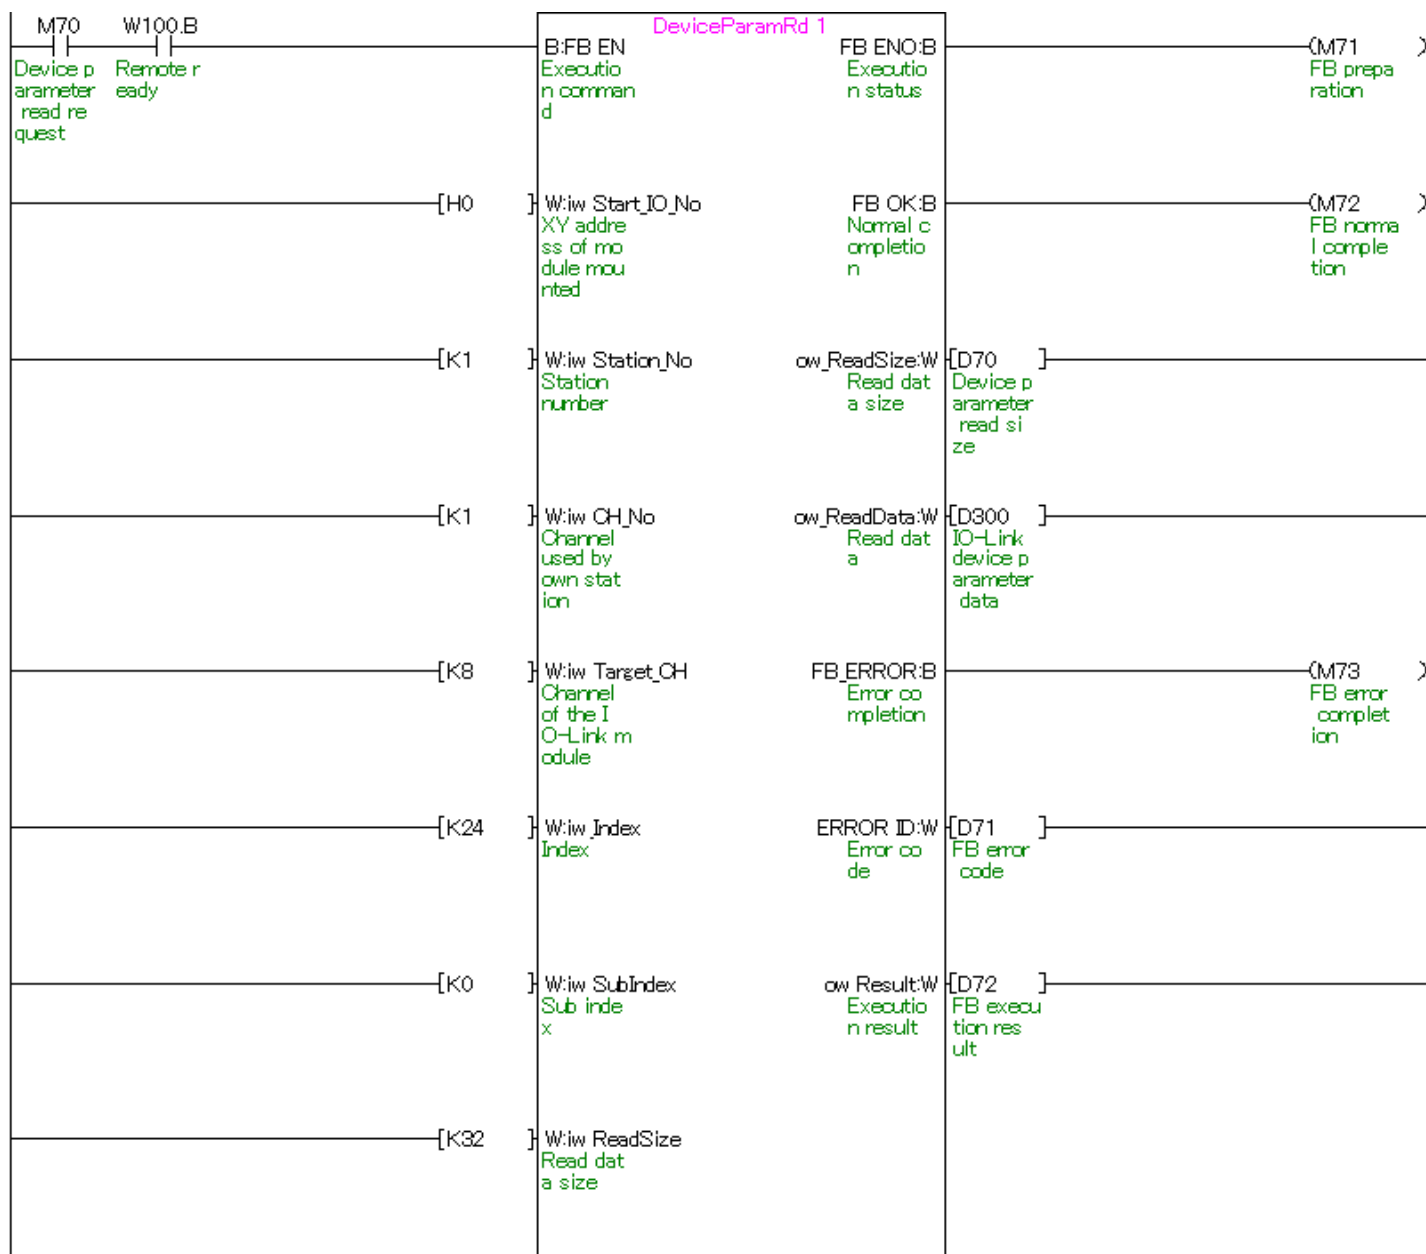 DeviceParamRd 1
M70 W100.B B:FB EN FB ENO:B (M71 )
Device p Remote r Executio Executio FB prepa
arameter eady n comman n status ration
read re d
quest
[H0 ] W:iw Start_IO_No FB OK:B (M72 )
XY addre Normal c FB norma
ss of mo ompletio l comple
dule mou n tion
nted
[K1 ] W:iw Station_No ow_ReadSize:W [D70 ]
Station Read dat Device p
number a size arameter
read si
ze
[K1 ] W:iw CH_No ow_ReadData:W [D300 ]
Channel Read dat IO-Link
used by a device p
own stat arameter
ion data
[K8 ] W:iw Target_CH FB_ERROR:B (M73 )
Channel Error co FB error
of the I mpletion complet
O-Link m ion
odule
[K24 ] W:iw_Index ERROR ID:W [D71 ]
Index Error co FB error
de code
[K0 ] W:iw SubIndex ow Result:W [D72 ]
Sub inde Executio FB execu
x n result tion res
ult
[K32 ] W:iw ReadSize
Read dat
a size